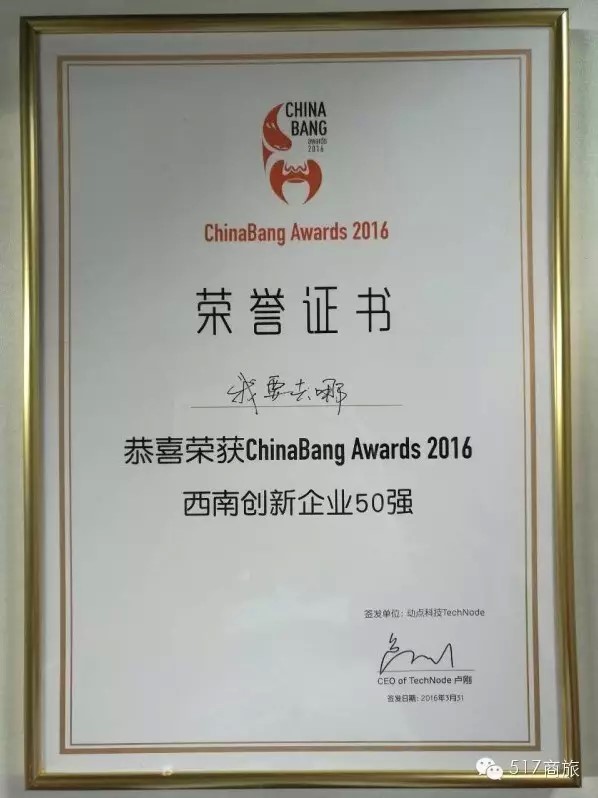 CHINA
BANG
awards
2016
ChinaBang Awards 2016
荣誉证书
我要去哪
恭喜荣获ChinaBang Awards 2016
西南创新企业50强
签发单位：动点科技TechNode
CEO of TechNode 卢刚
签发日期：2016年3月31
517商旅